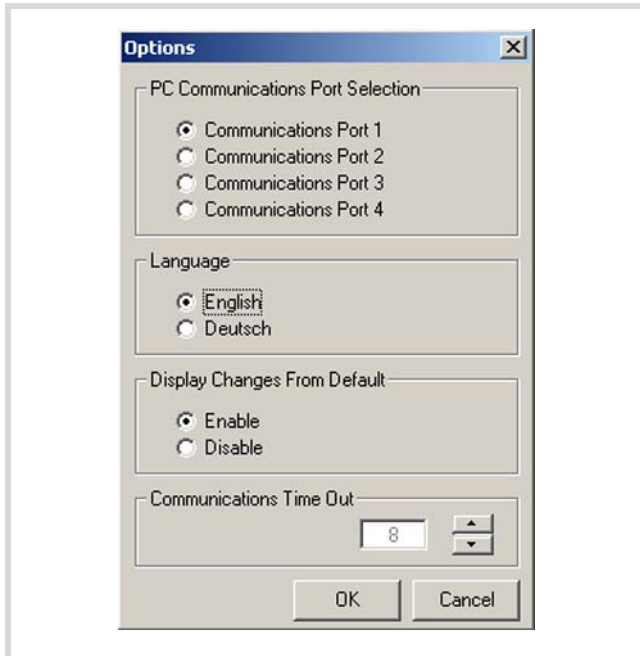 Options
PC Communications Port Selection
Communications Port 1
Communications Port 2
Communications Port 3
Communications Port 4
Language
English
Deutsch
Display Changes From Default
Enable
Disable
Communications Time Out
8
OK Cancel